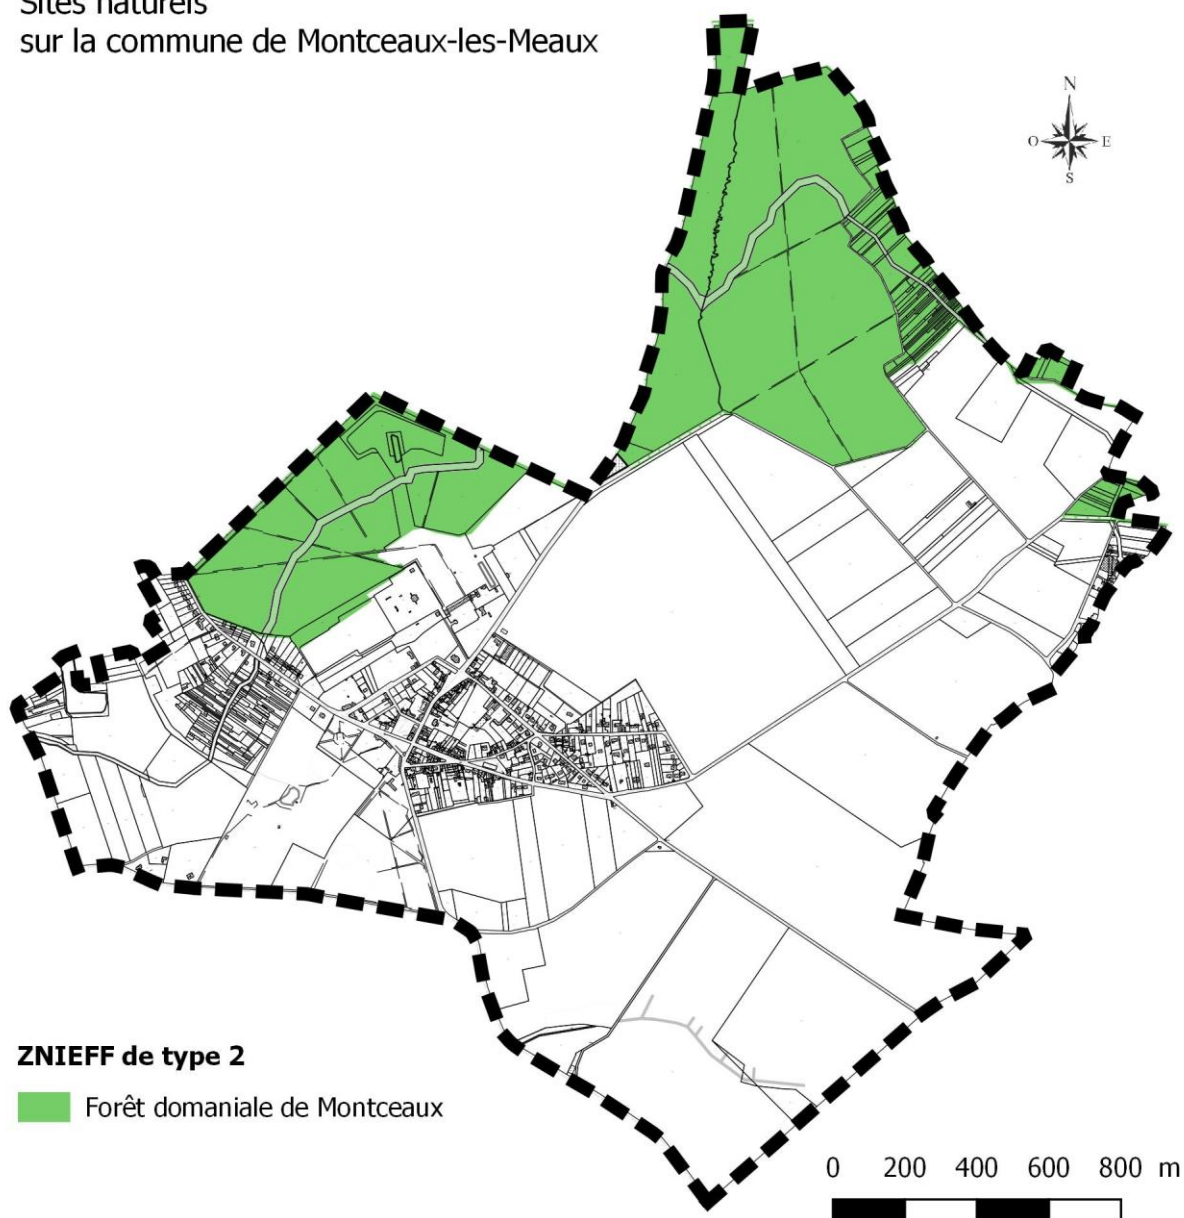 Sites naturels
sur la commune de Montceaux-les-Meaux
N
O E
S
ZNIEFF de type 2
Forêt domaniale de Montceaux
0 200 400 600 800 m